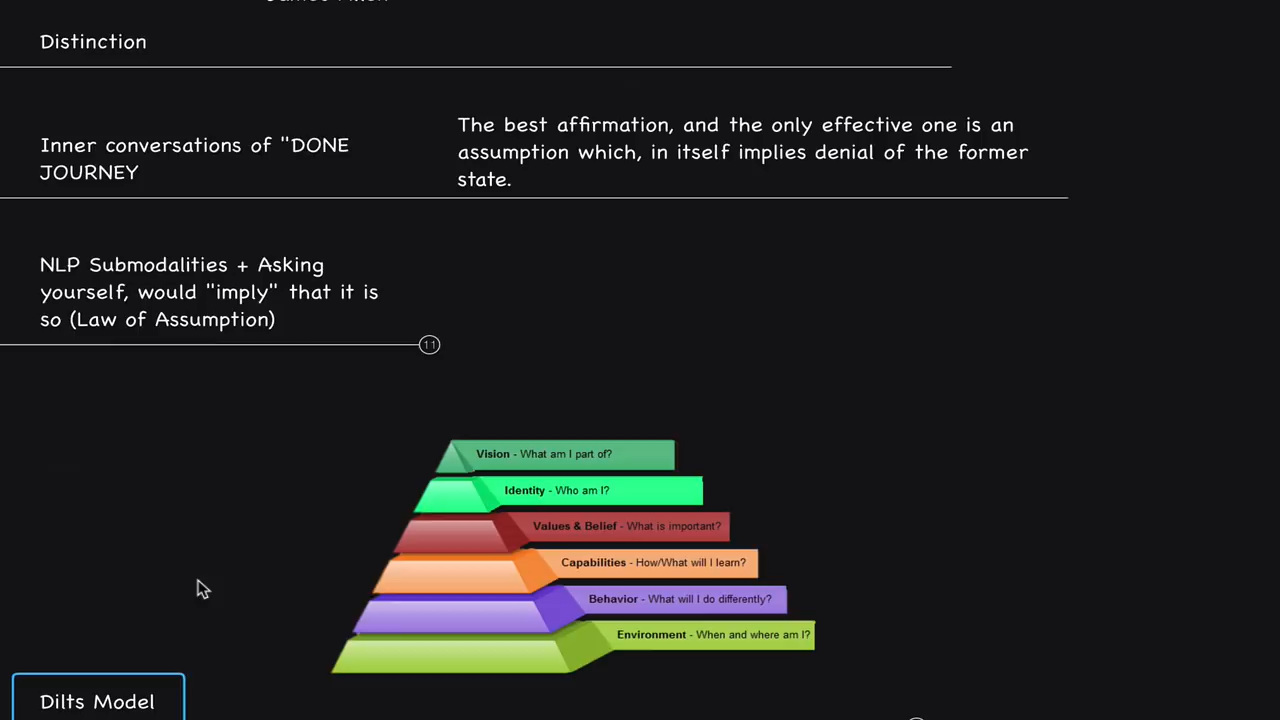 Distinction
Inner conversations of "DONE
JOURNEY
The best affirmation, and the only effective one is an
assumption which, in itself implies denial of the former
state.
NLP Submodalities + Asking
yourself, would "imply" that it is
so (Law of Assumption)
11
Vision - What am I part of?
Identity - Who am I?
Values & Belief - What is important?
Capabilities - How/What will I learn?
Behavior - What will I do differently?
Environment - When and where am I?
Dilts Model